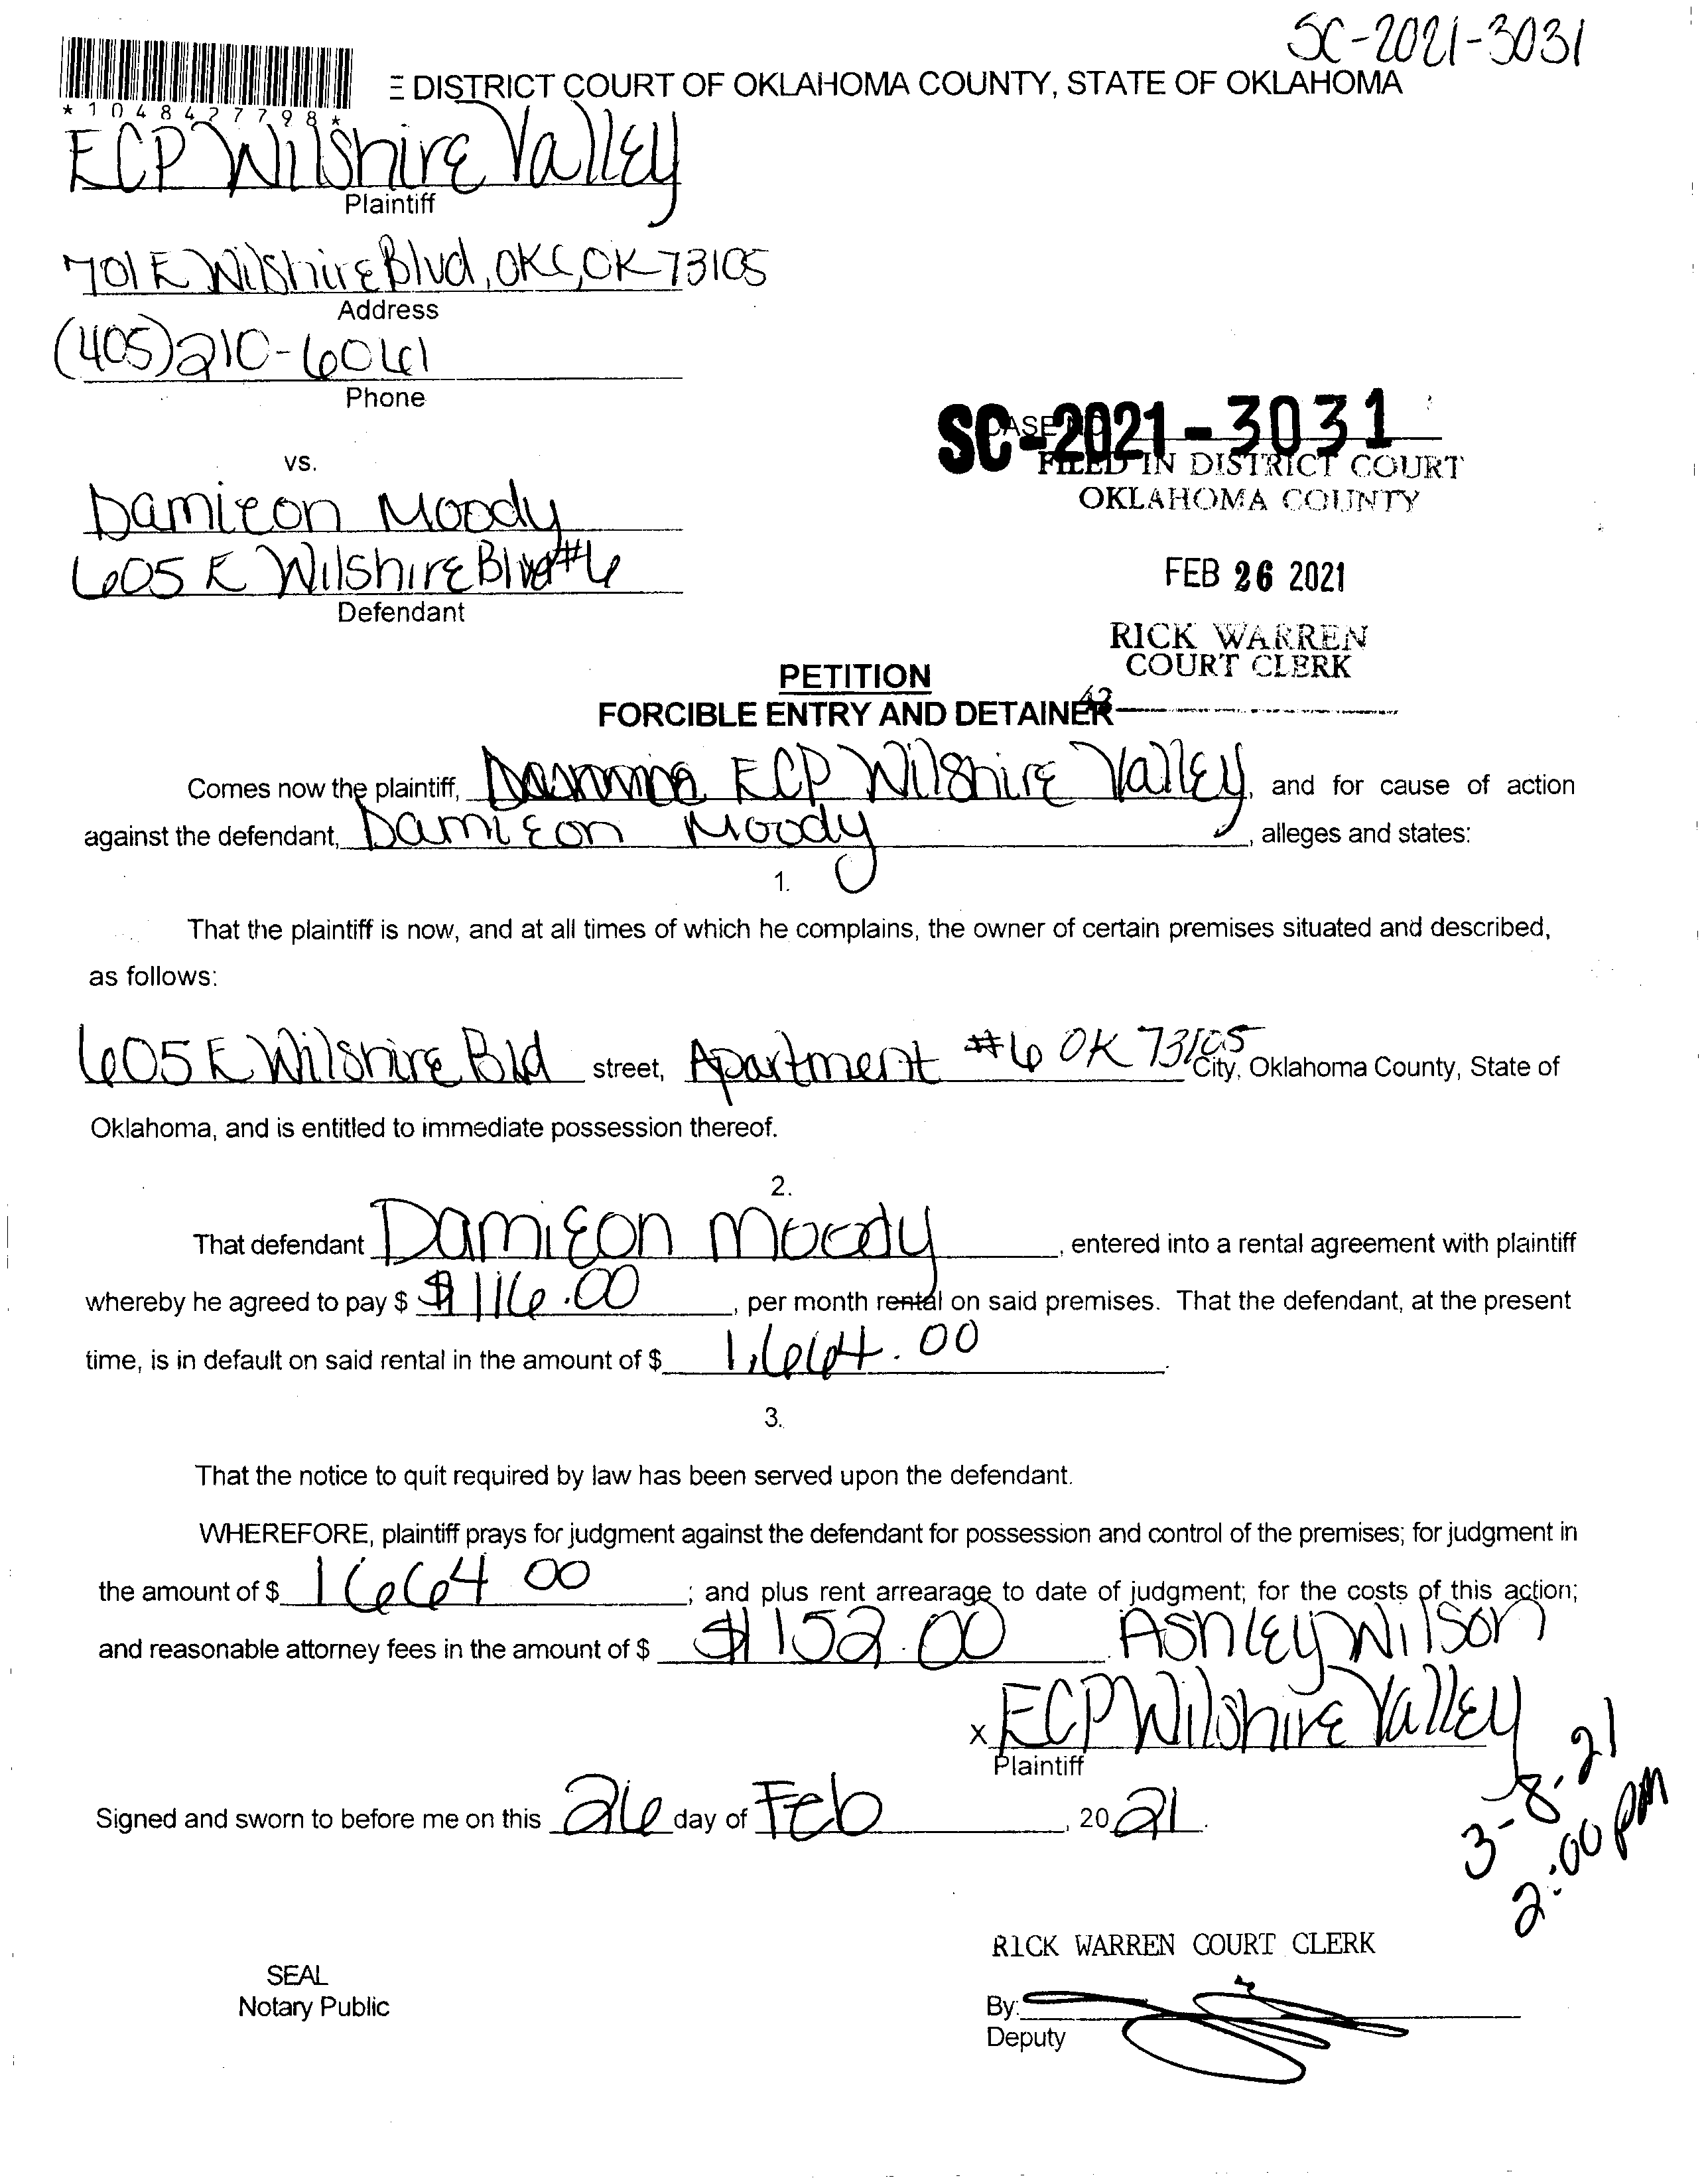 SC-2021-3031
E DISTRICT COURT OF OKLAHOMA COUNTY, STATE OF OKLAHOMA
*1048427798*
ECP Wilshire Valley
Plaintiff
701 E Wilshire Blvd, OKC, OK 73105
Address
(405)210-6061
Phone
SC-2021-3031
FILED IN DISTRICT COURT
OKLAHOMA COUNTY
vs.
Damieon Moody
605 E Wilshire Blvd #6
Defendant
FEB 26 2021
RICK WARREN
COURT CLERK
PETITION
FORCIBLE ENTRY AND DETAINER
Comes now the plaintiff, ECP Wilshire Valley, and for cause of action
against the defendant, Damieon Moody, alleges and states:
1.
That the plaintiff is now, and at all times of which he complains, the owner of certain premises situated and described,
as follows:
605 E Wilshire Bld street, Apartment #6 OK 73105 City, Oklahoma County, State of
Oklahoma, and is entitled to immediate possession thereof.
2.
That defendant Damieon Moody, entered into a rental agreement with plaintiff
whereby he agreed to pay $ $116.00, per month rental on said premises. That the defendant, at the present
time, is in default on said rental in the amount of $ 1,664.00.
3.
That the notice to quit required by law has been served upon the defendant.
WHEREFORE, plaintiff prays for judgment against the defendant for possession and control of the premises; for judgment in
the amount of $ 1664 00; and plus rent arrearage to date of judgment; for the costs of this action;
and reasonable attorney fees in the amount of $ $152.00. Ashley Wilson
x ECP Wilshire Valley
Plaintiff
3-8-21
2:00 PM
Signed and sworn to before me on this 26 day of Feb, 20 21.
RICK WARREN COURT CLERK
SEAL
Notary Public
By:
Deputy